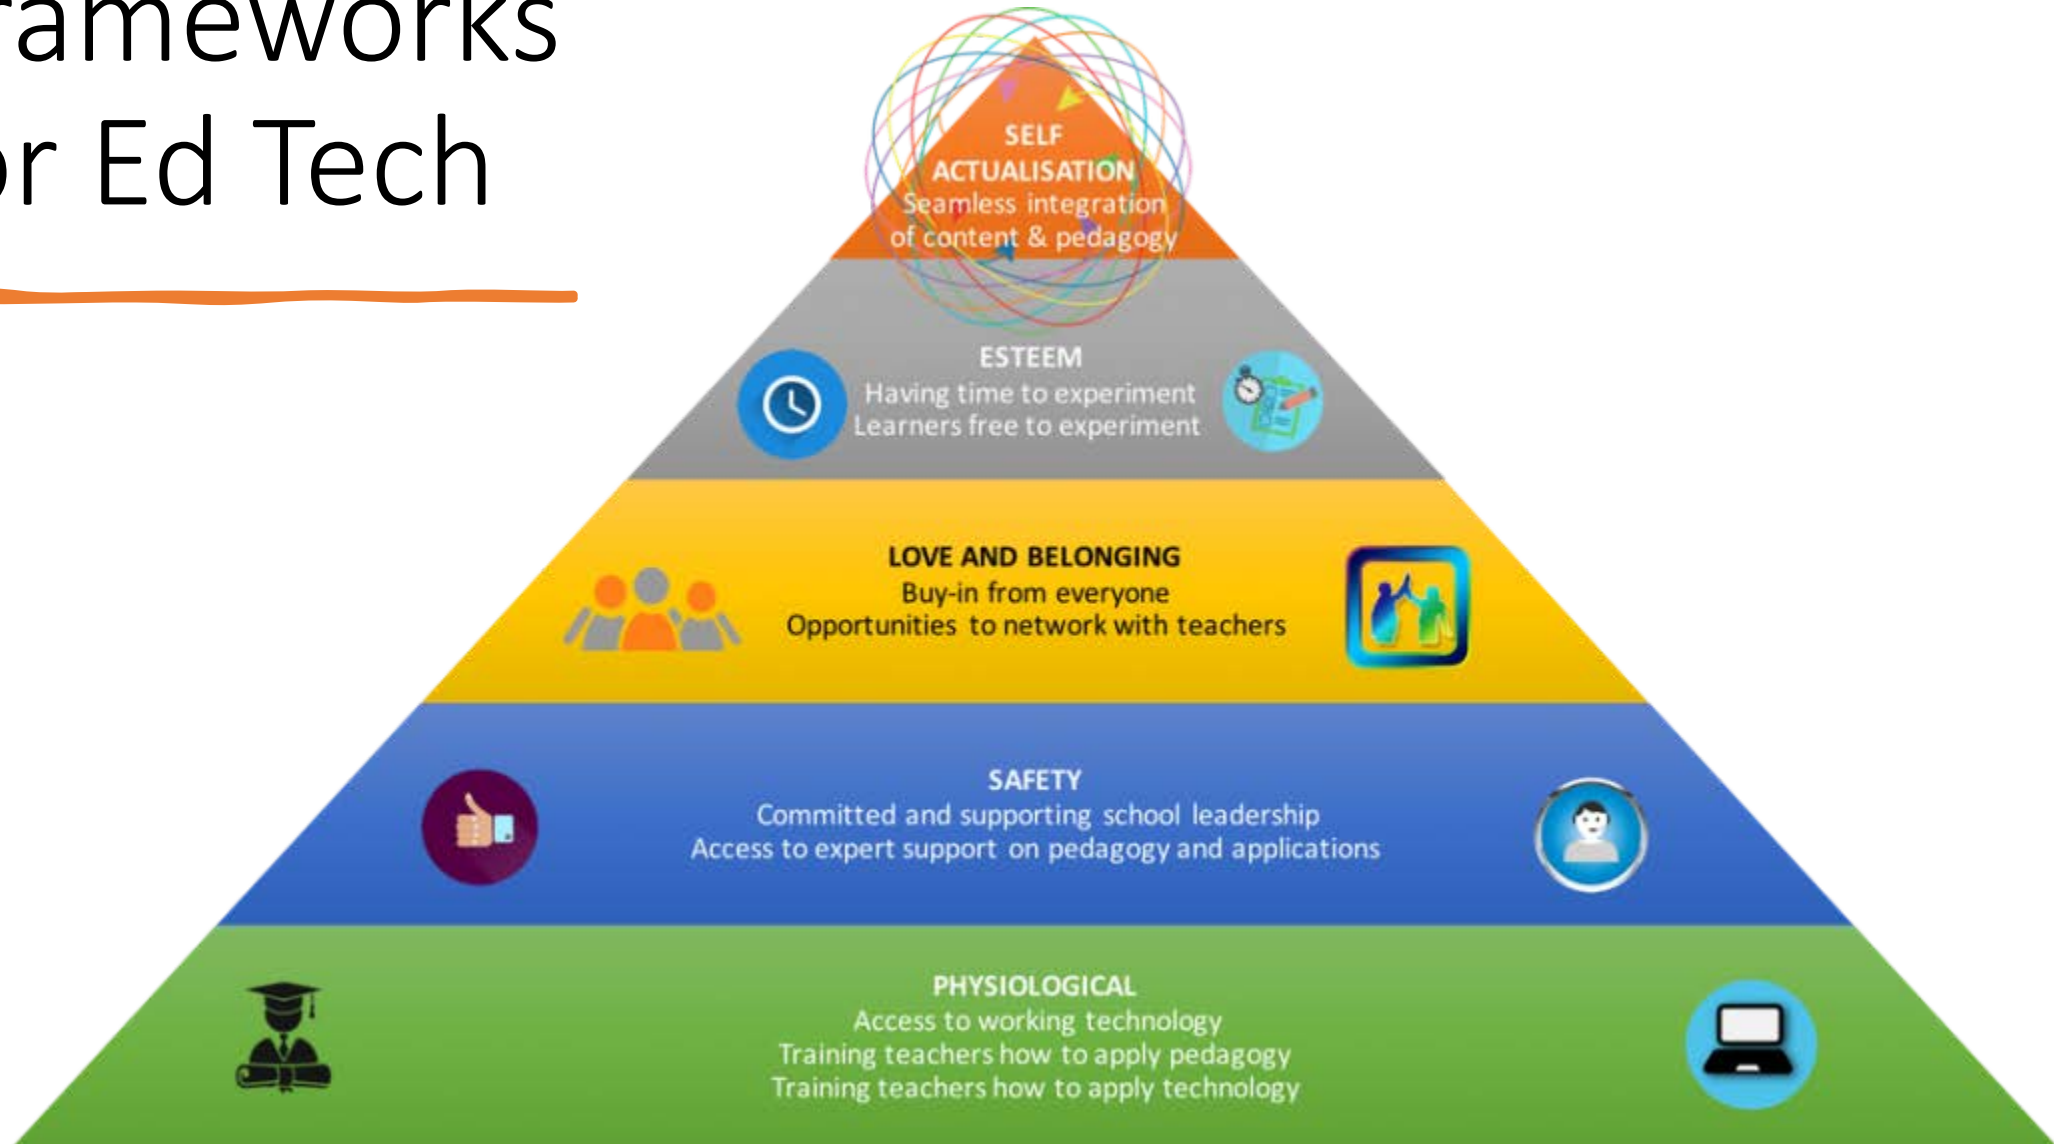 rameworks
or Ed Tech
SELF
ACTUALISATION
Seamless integration
of content & pedagogy
ESTEEM
Having time to experiment
Learners free to experiment
LOVE AND BELONGING
Buy-in from everyone
Opportunities to network with teachers
SAFETY
Committed and supporting school leadership
Access to expert support on pedagogy and applications
PHYSIOLOGICAL
Access to working technology
Training teachers how to apply pedagogy
Training teachers how to apply technology